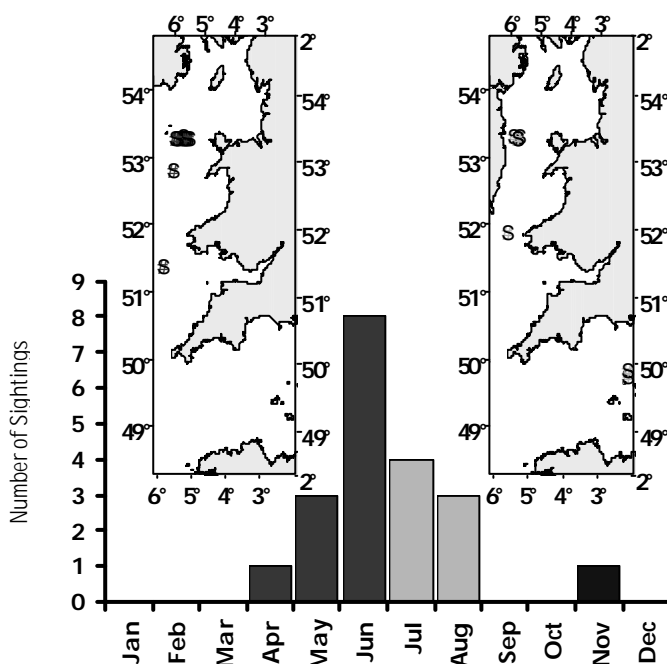 6° 5° 4° 3° 2°
54° 54°
53° 53°
52° 52°
51° 51°
50° 50°
49° 49°
6° 5° 4° 3° 2°
$
$
6° 5° 4° 3° 2°
54° 54°
53° 53°
52° 52°
51° 51°
50° 50°
49° 49°
6° 5° 4° 3° 2°
S
Number of Sightings
9
8
7
6
5
4
3
2
1
0
Jan
Feb
Mar
Apr
May
Jun
Jul
Aug
Sep
Oct
Nov
Dec